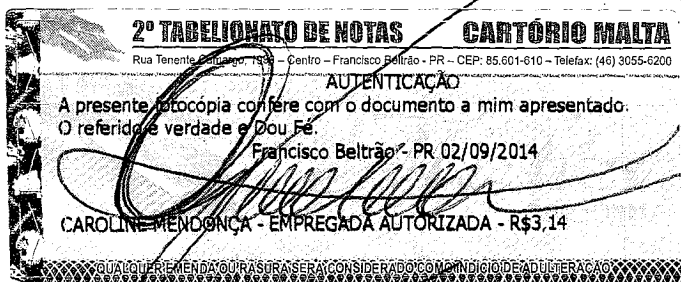 2º TABELIONATO DE NOTAS CARTÓRIO MALTA
Rua Tenente Camargo, – Centro – Francisco Beltrão - PR – CEP: 85.601-610 – Telefax: (46) 3055-6200
AUTENTICAÇÃO
A presente fotocópia confere com o documento a mim apresentado.
O referido é verdade e Dou Fé.
Francisco Beltrão - PR 02/09/2014
CAROLINE MENDONÇA - EMPREGADA AUTORIZADA - R$3,14
QUALQUER EMENDA OU RASURA SERÁ CONSIDERADO COMO INDÍCIO DE ADULTERAÇÃO